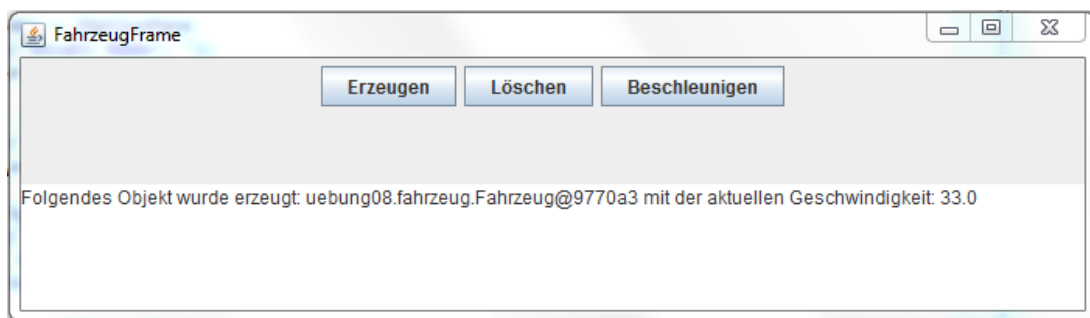 FahrzeugFrame
Erzeugen Löschen Beschleunigen
Folgendes Objekt wurde erzeugt: uebung08.fahrzeug.Fahrzeug@9770a3 mit der aktuellen Geschwindigkeit: 33.0